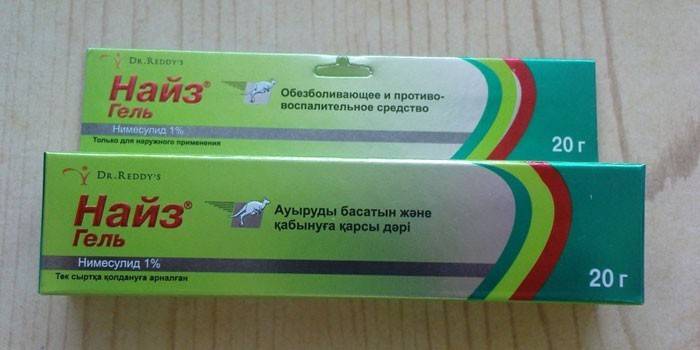 DR.REDDY'S
Найз®
Гель
Обезболивающее и противо-
воспалительное средство
Нимесулид 1%
Только для наружного применения
20 г
DR.REDDY'S
Найз®
Гель
Ауыруды басатын және
қабынуға қарсы дәрі
Нимесулид 1%
Тек сыртқа қолдануға арналған
20 г